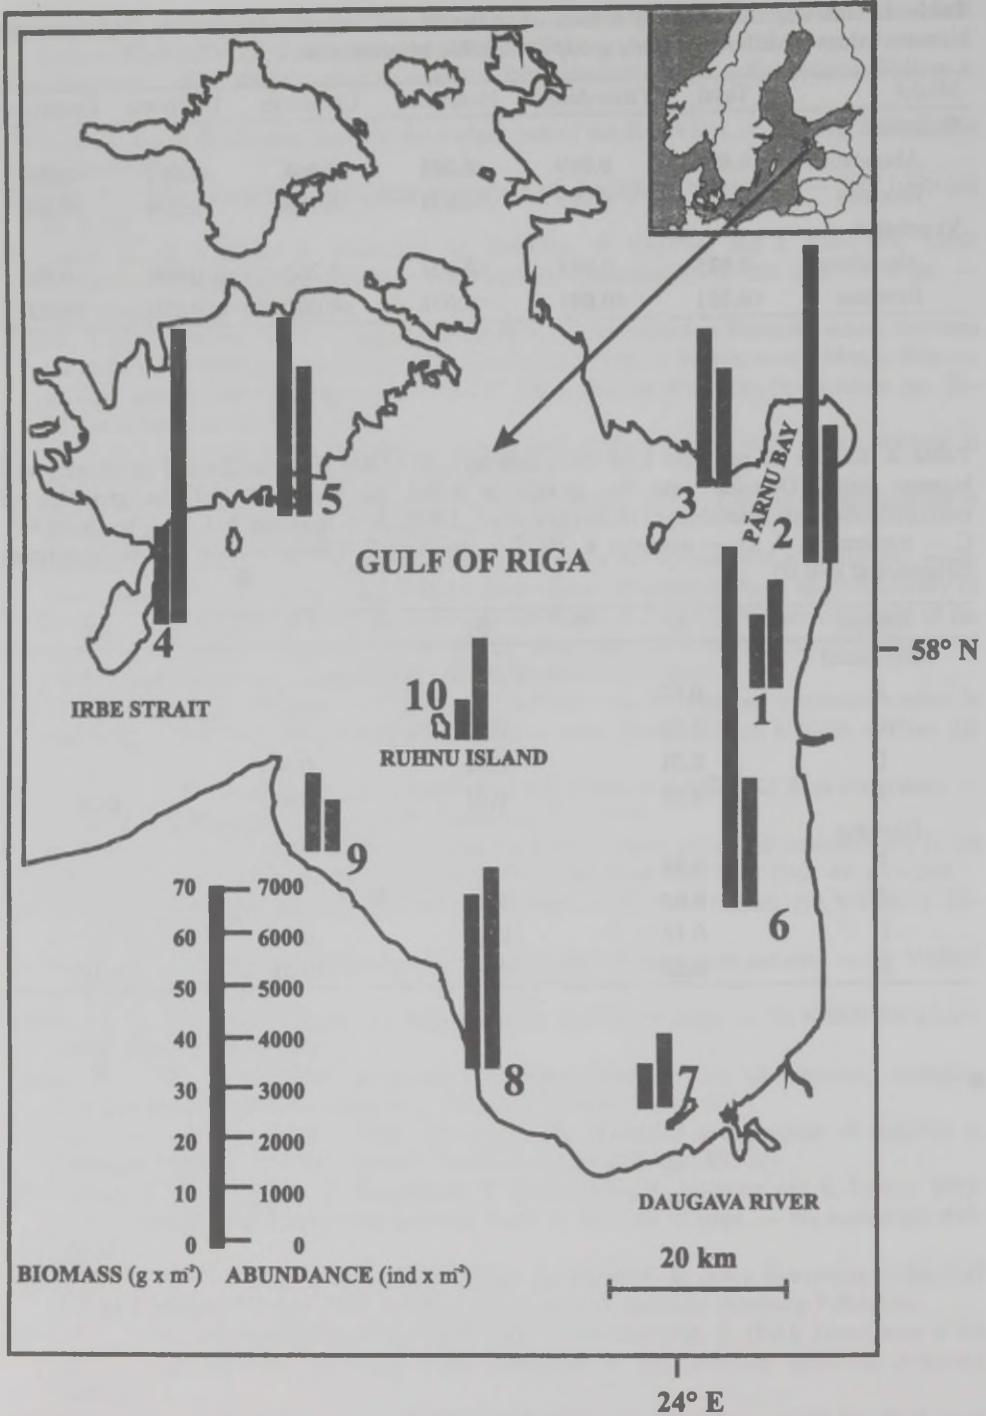 5
3
PÄRNU BAY
2
GULF OF RIGA
4
58° N
10
1
IRBE STRAIT
RUHNU ISLAND
9
6
70 7000
60 6000
50 5000
40 4000
30 3000
20 2000
10 1000
0 0
8
7
DAUGAVA RIVER
BIOMASS (g x m⁻²) ABUNDANCE (ind x m⁻²)
20 km
24° E